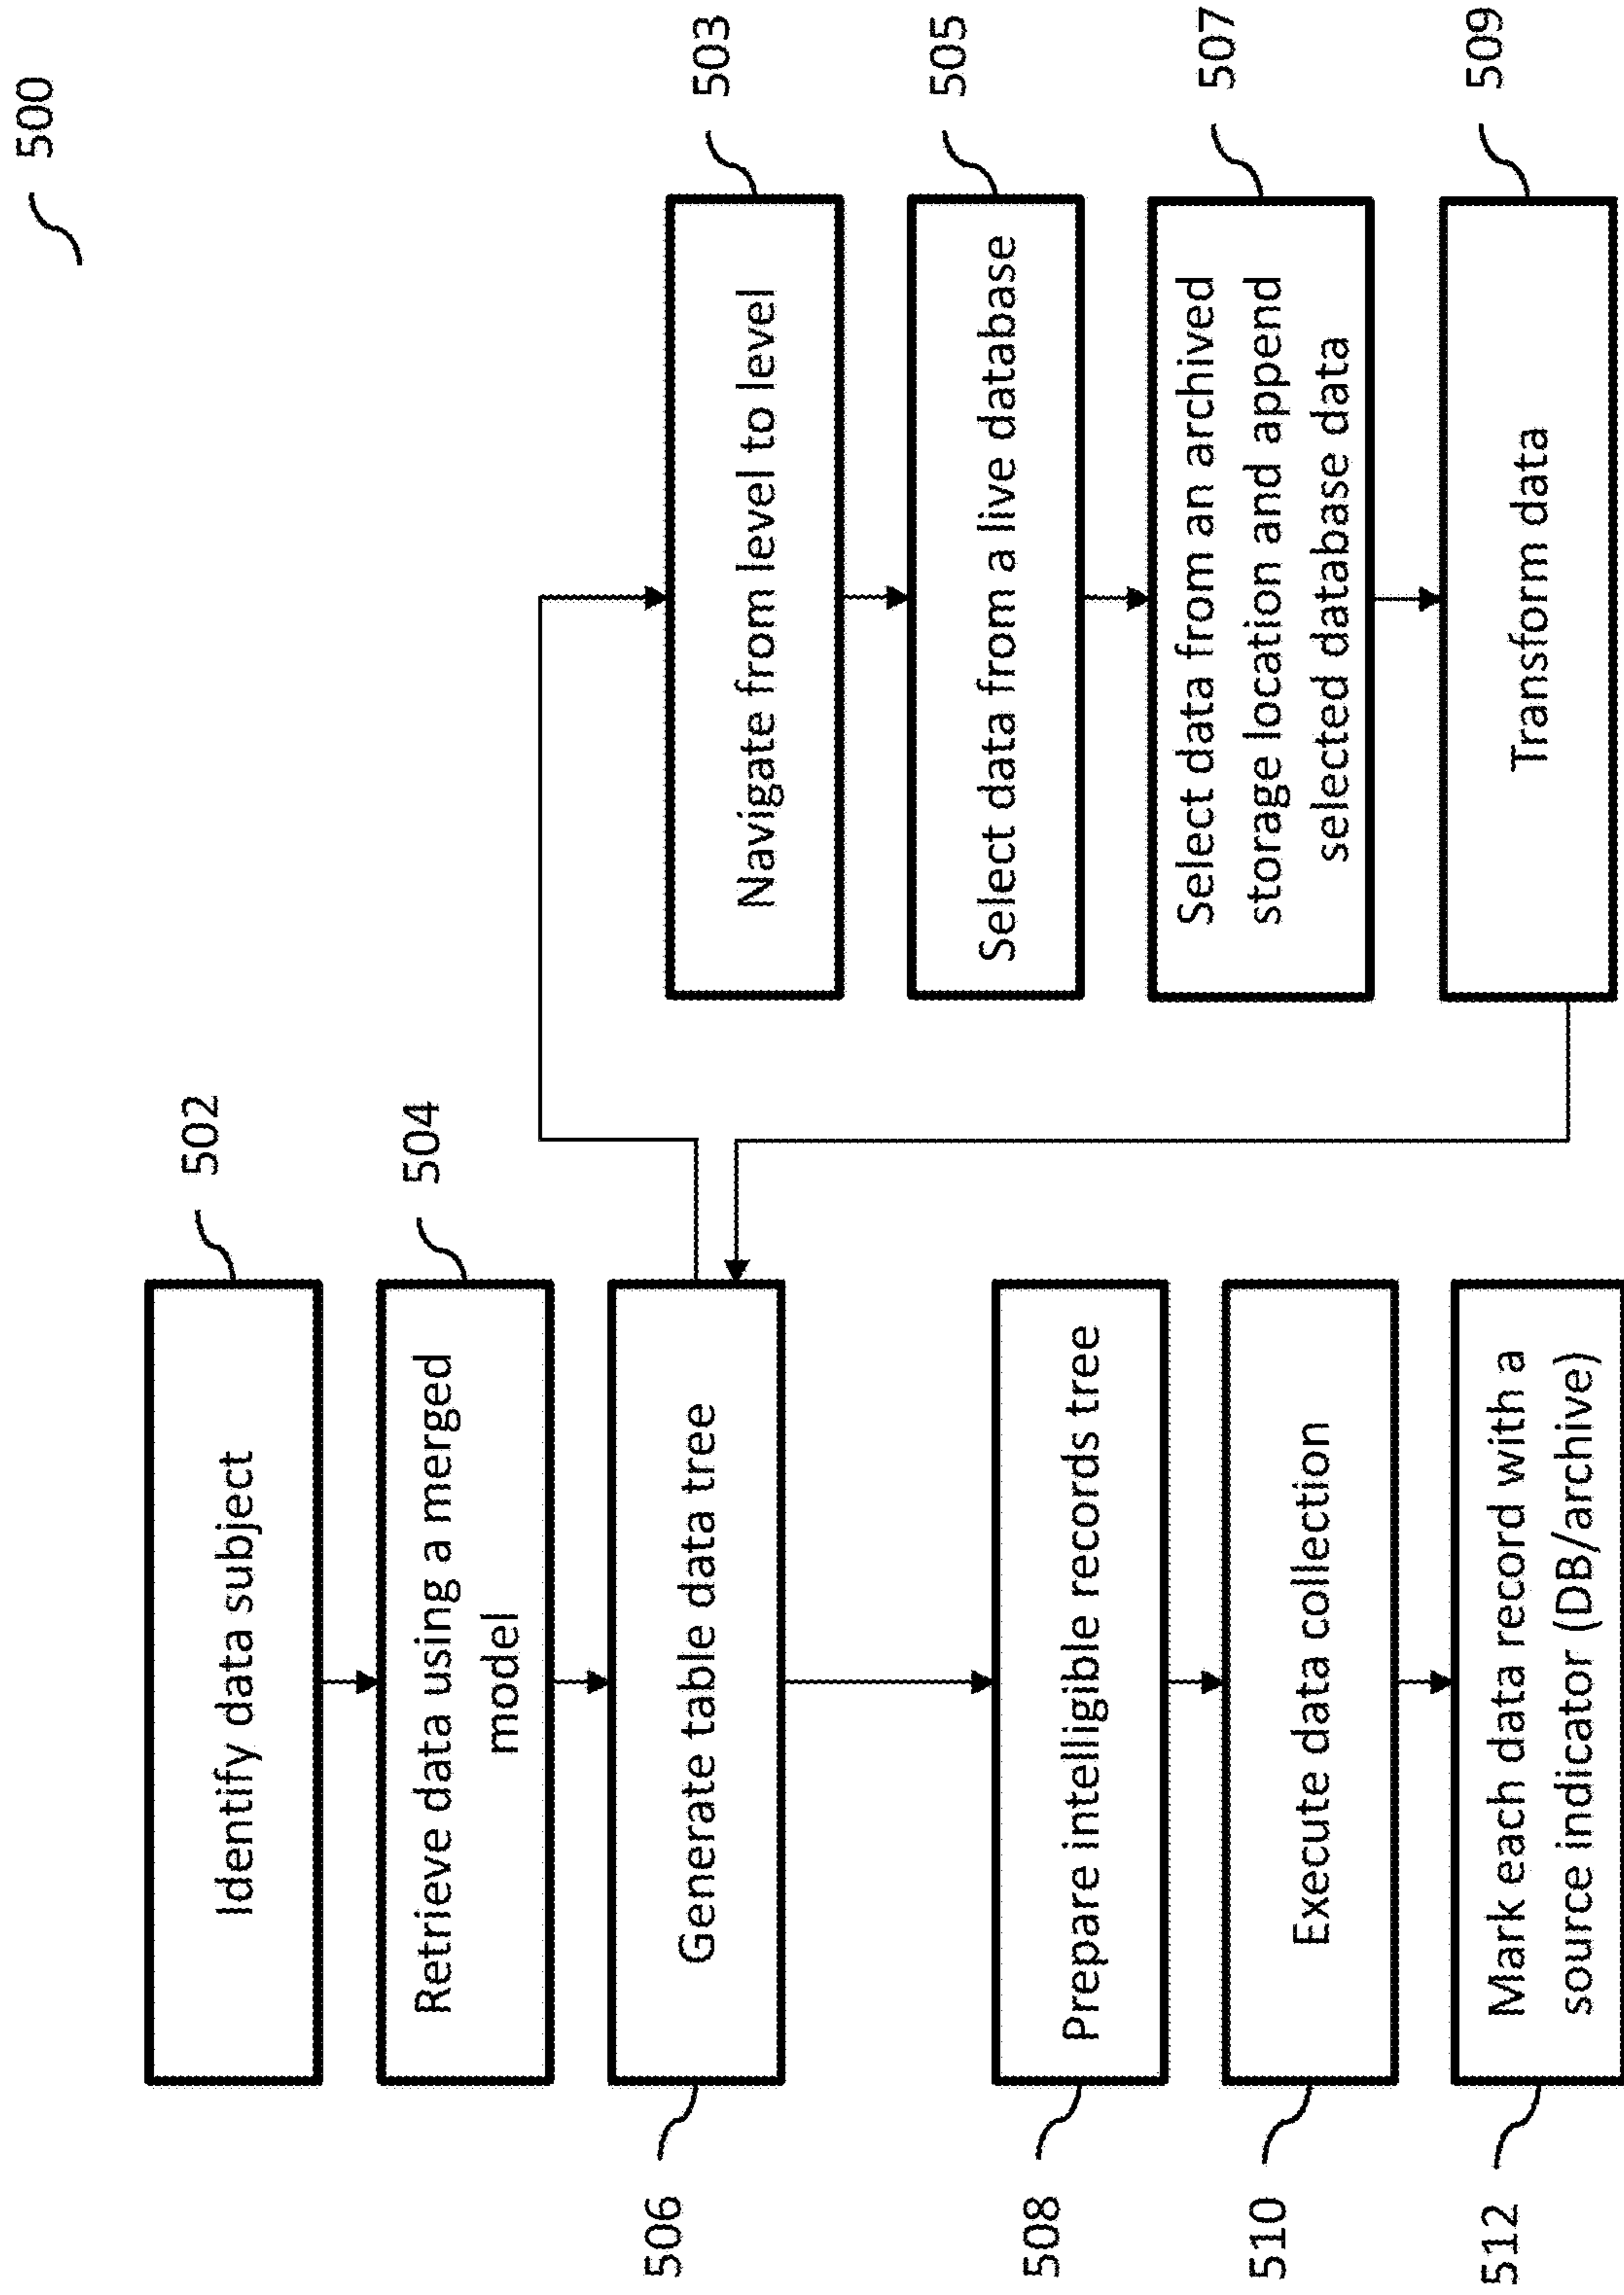 500
502
Identify data subject
504
Retrieve data using a merged
model
506
Generate table data tree
503
Navigate from level to level
505
Select data from a live database
507
Select data from an archived
storage location and append
selected database data
509
Transform data
508
Prepare intelligible records tree
510
Execute data collection
512
Mark each data record with a
source indicator (DB/archive)